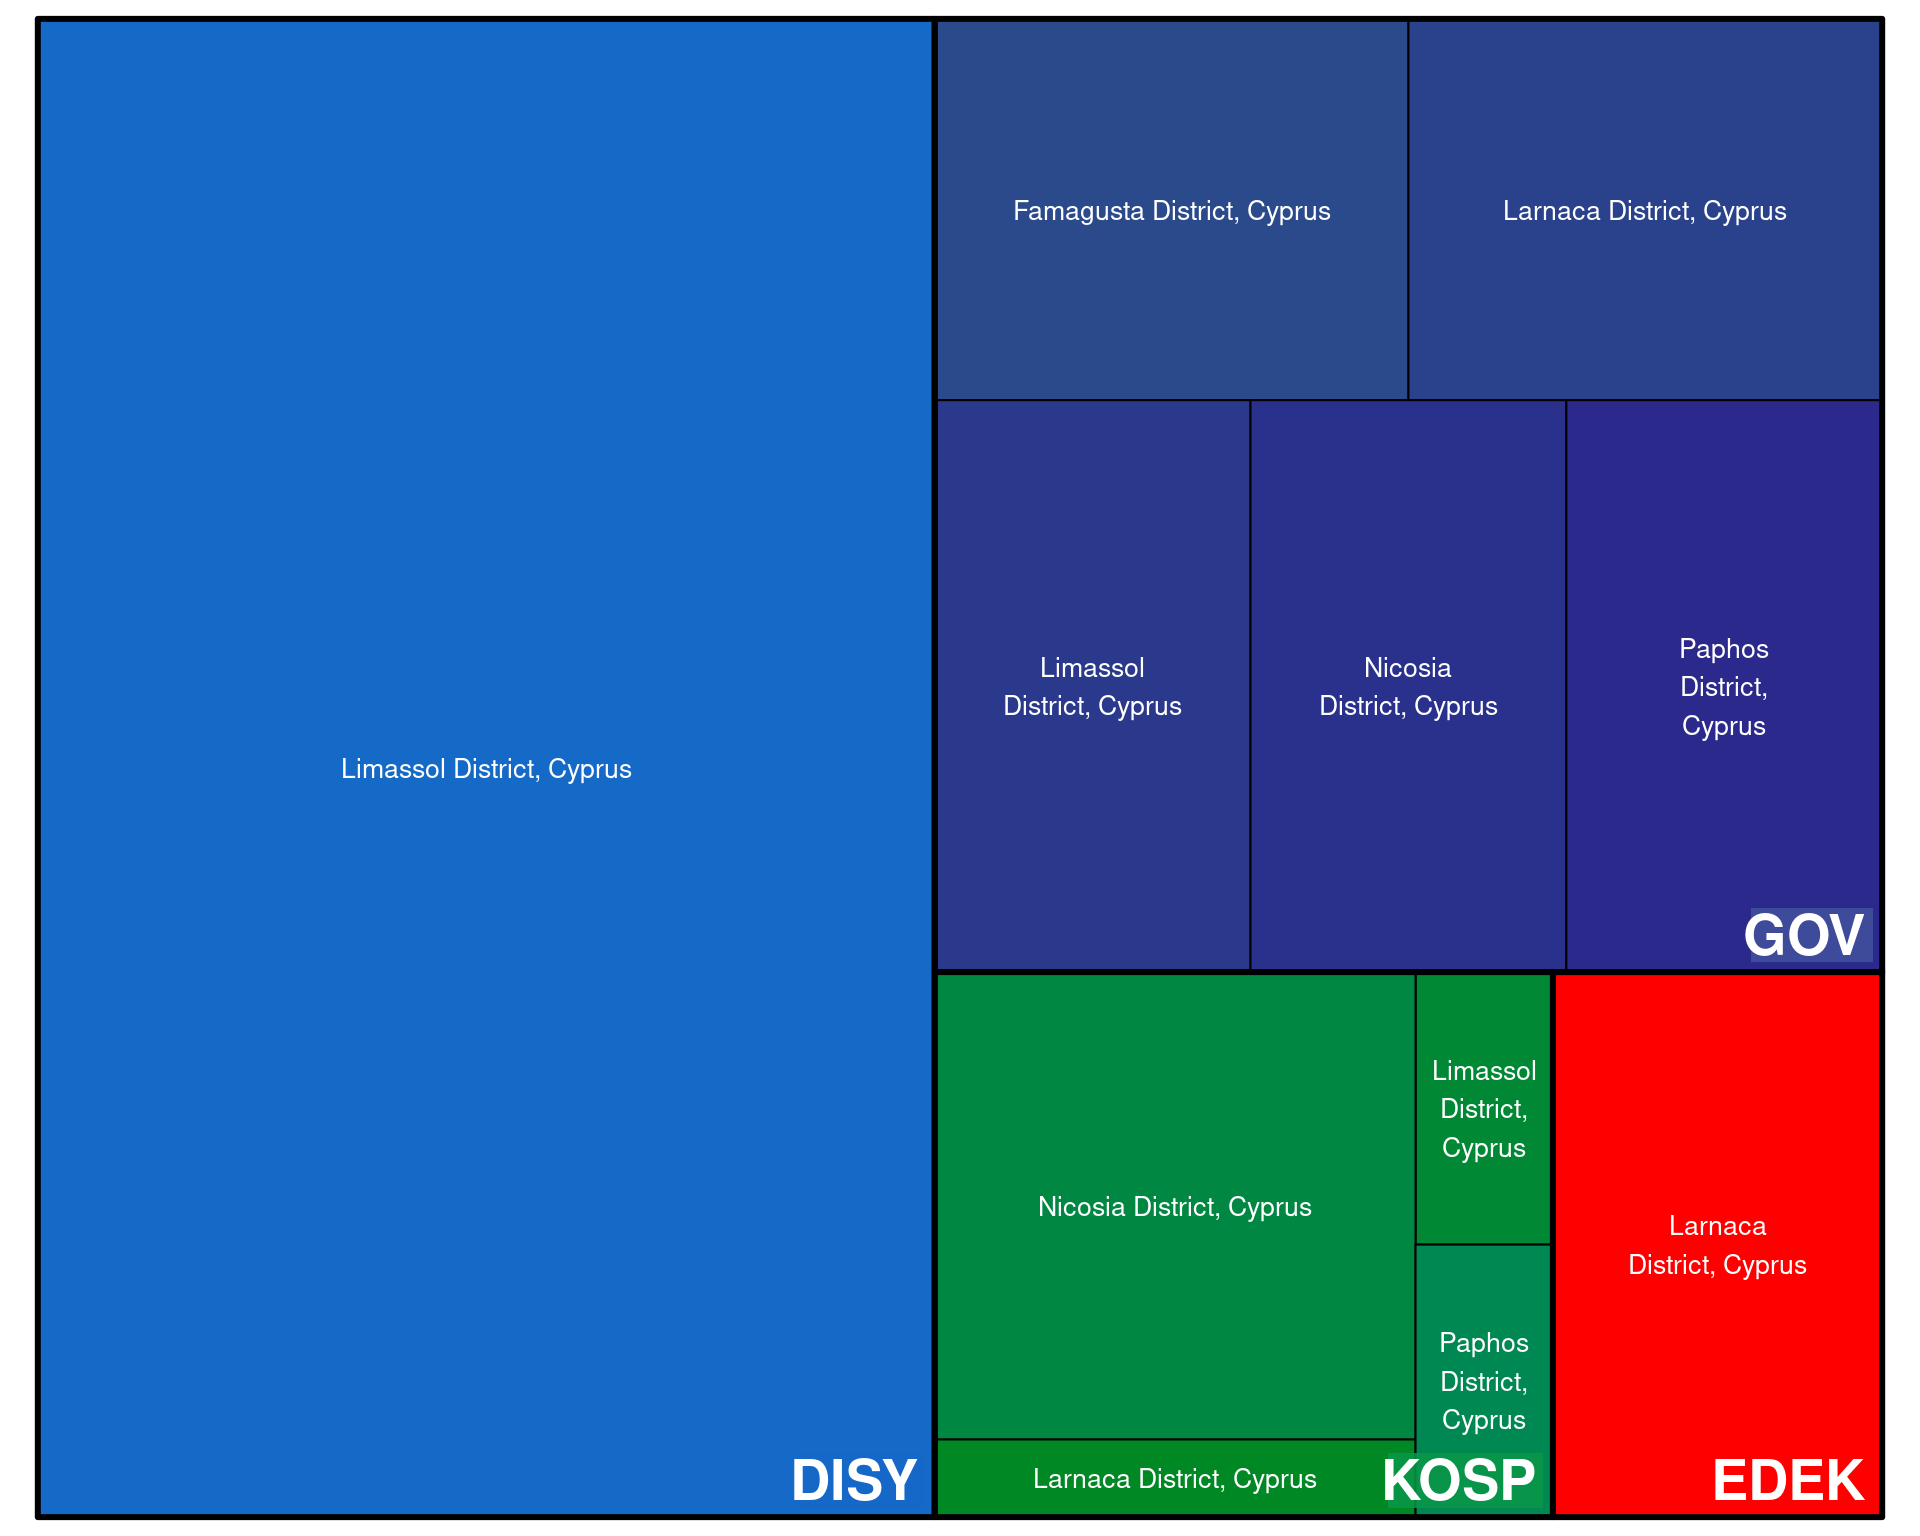 Limassol District, Cyprus
DISY
Famagusta District, Cyprus
Larnaca District, Cyprus
Limassol
District, Cyprus
Nicosia
District, Cyprus
Paphos
District,
Cyprus
GOV
Nicosia District, Cyprus
Limassol
District,
Cyprus
Paphos
District,
Cyprus
Larnaca District, Cyprus
KOSP
Larnaca
District, Cyprus
EDEK